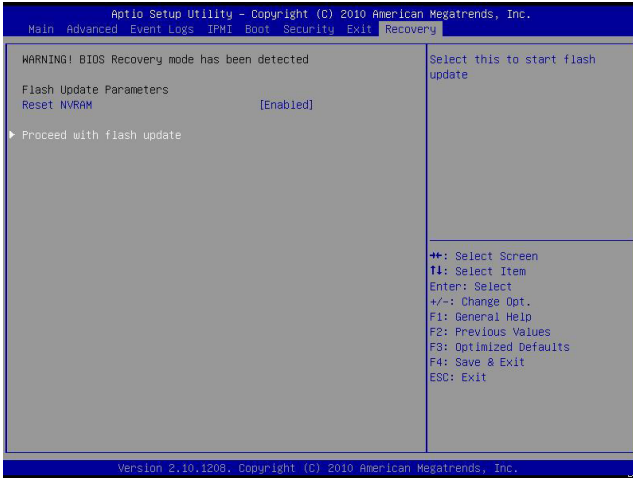 Aptio Setup Utility - Copyright (C) 2010 American Megatrends, Inc.
Main Advanced Event Logs IPMI Boot Security Exit Recovery
WARNING! BIOS Recovery mode has been detected
Flash Update Parameters
Reset NVRAM [Enabled]
▶ Proceed with flash update
Select this to start flash
update
→←: Select Screen
↑↓: Select Item
Enter: Select
+/-: Change Opt.
F1: General Help
F2: Previous Values
F3: Optimized Defaults
F4: Save & Exit
ESC: Exit
Version 2.10.1208. Copyright (C) 2010 American Megatrends, Inc.